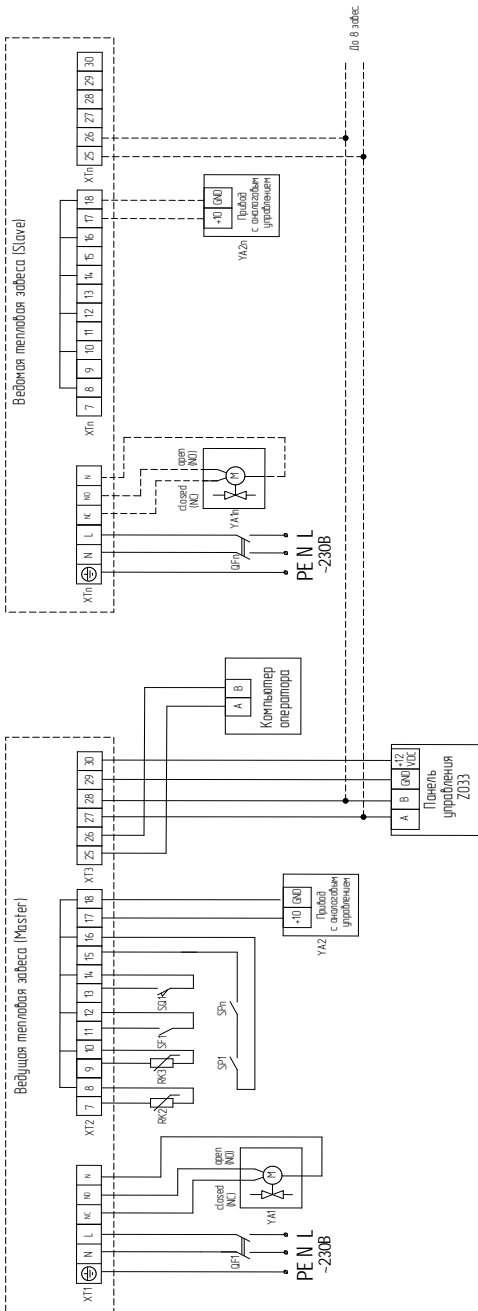 Ведущая тепловая завеса (Master)
XT1
N
L
NC
NO
N
XT2
7
8
9
10
11
12
13
14
15
16
17
18
XT3
25
26
27
28
29
30
QF1
PE N L
~230В
closed
(NC)
open
(NO)
M
YA1
RK2
RK3
SF1
SQ1
SP1
SPn
+10
GND
Привод
с аналоговым
управлением
YA2
A
B
Компьютер
оператора
A
B
GND
+12
VDC
Панель
управления
Z033
Ведомая тепловая завеса (Slave)
XTn
N
L
NC
NO
N
XTn
7
8
9
10
11
12
13
14
15
16
17
18
XTn
25
26
27
28
29
30
QFn
PE N L
~230В
closed
(NC)
open
(NO)
M
YA1n
+10
GND
Привод
с аналоговым
управлением
YA2n
До 8 завес